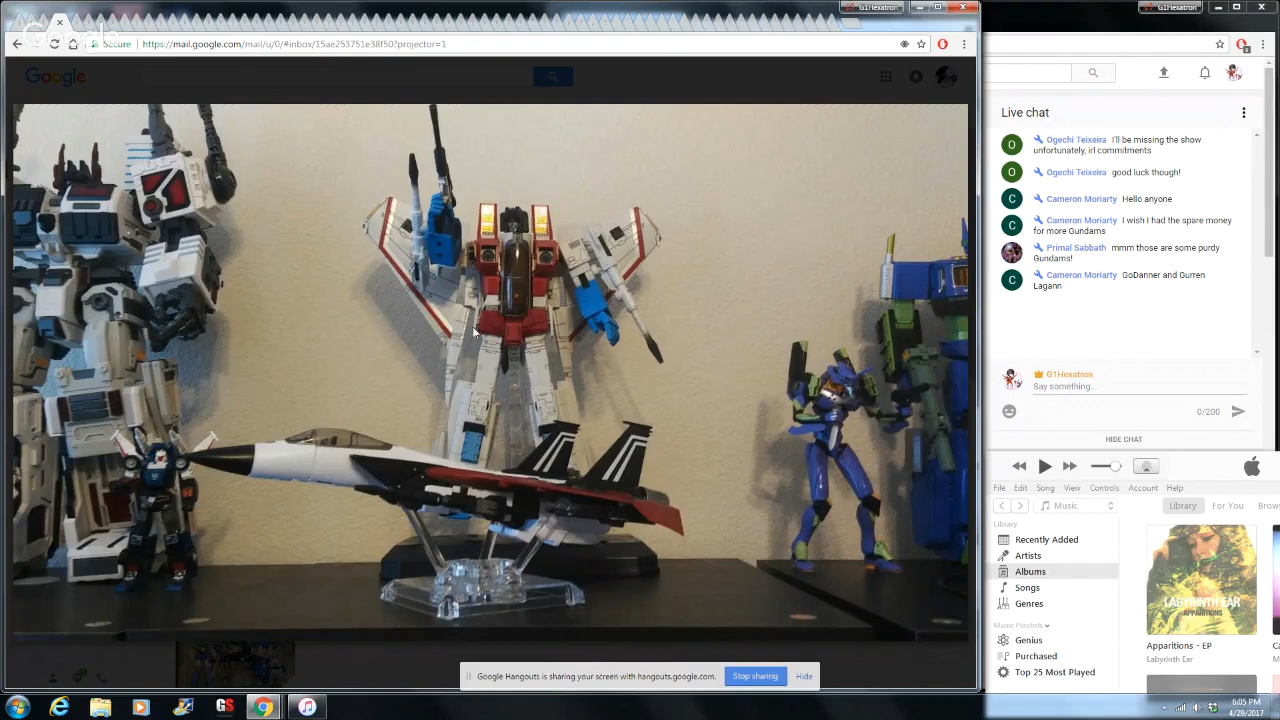 G1Hexatron
G1Hexatron
Secure
https://mail.google.com/mail/u/0/#inbox/15ae253751e38f50?projector=1
Google
Live chat
O
Ogechi Teixeira I'll be missing the show
unfortunately, irl commitments
O
Ogechi Teixeira good luck though!
C
Cameron Moriarty Hello anyone
C
Cameron Moriarty I wish I had the spare money
for more Gundams
Primal Sabbath mmm those are some purdy
Gundams!
C
Cameron Moriarty GoDanner and Gurren
Lagann
G1Hexatron
Say something...
0/200
HIDE CHAT
File Edit Song View Controls Account Help
Music
Library For You Brows
Library
Recently Added
Artists
Albums
Songs
Genres
Music Playlists
Genius
Purchased
Top 25 Most Played
LABYRINTH EAR
APPARITIONS
Apparitions - EP
Labyrinth Ear
Google Hangouts is sharing your screen with hangouts.google.com.
Stop sharing
Hide
GS
6:05 PM
4/29/2017